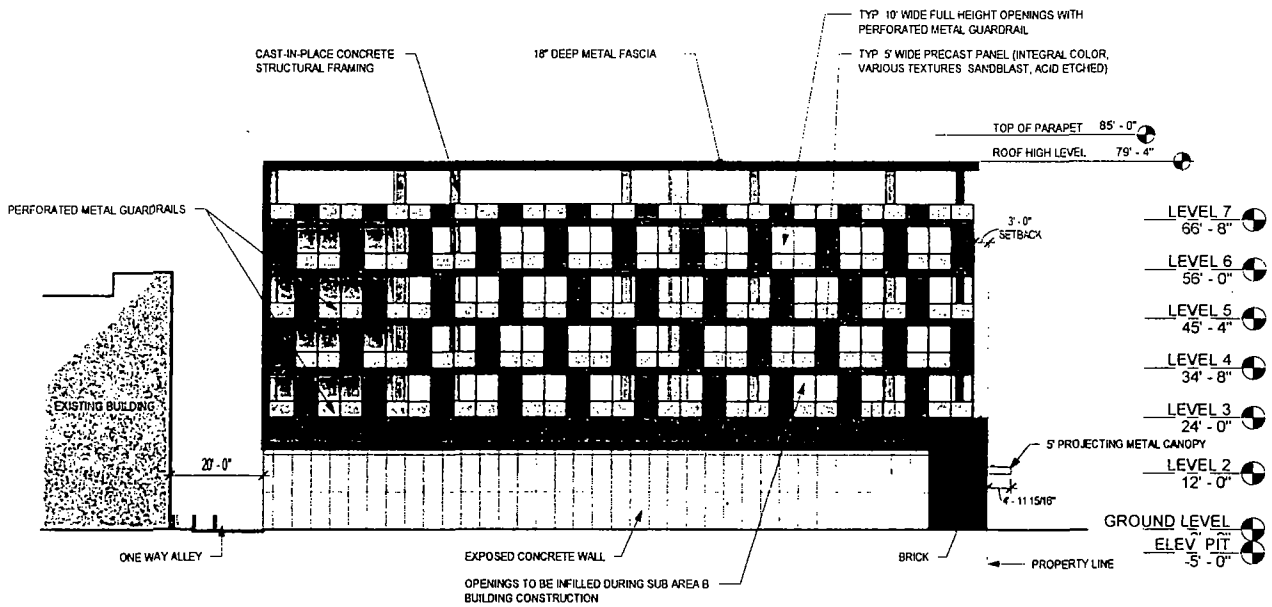 TYP 10' WIDE FULL HEIGHT OPENINGS WITH
PERFORATED METAL GUARDRAIL
CAST-IN-PLACE CONCRETE
STRUCTURAL FRAMING
18" DEEP METAL FASCIA
TYP 5' WIDE PRECAST PANEL (INTEGRAL COLOR,
VARIOUS TEXTURES SANDBLAST, ACID ETCHED)
TOP OF PARAPET 85' - 0"
ROOF HIGH LEVEL 79' - 4"
PERFORATED METAL GUARDRAILS
LEVEL 7
66' - 8"
3' - 0"
SETBACK
LEVEL 6
56' - 0"
LEVEL 5
45' - 4"
LEVEL 4
34' - 8"
EXISTING BUILDING
LEVEL 3
24' - 0"
5' PROJECTING METAL CANOPY
20' - 0"
LEVEL 2
12' - 0"
4' - 11 15/16"
GROUND LEVEL
ELEV PIT
-5' - 0"
ONE WAY ALLEY
EXPOSED CONCRETE WALL
BRICK
PROPERTY LINE
OPENINGS TO BE INFILLED DURING SUB AREA B
BUILDING CONSTRUCTION